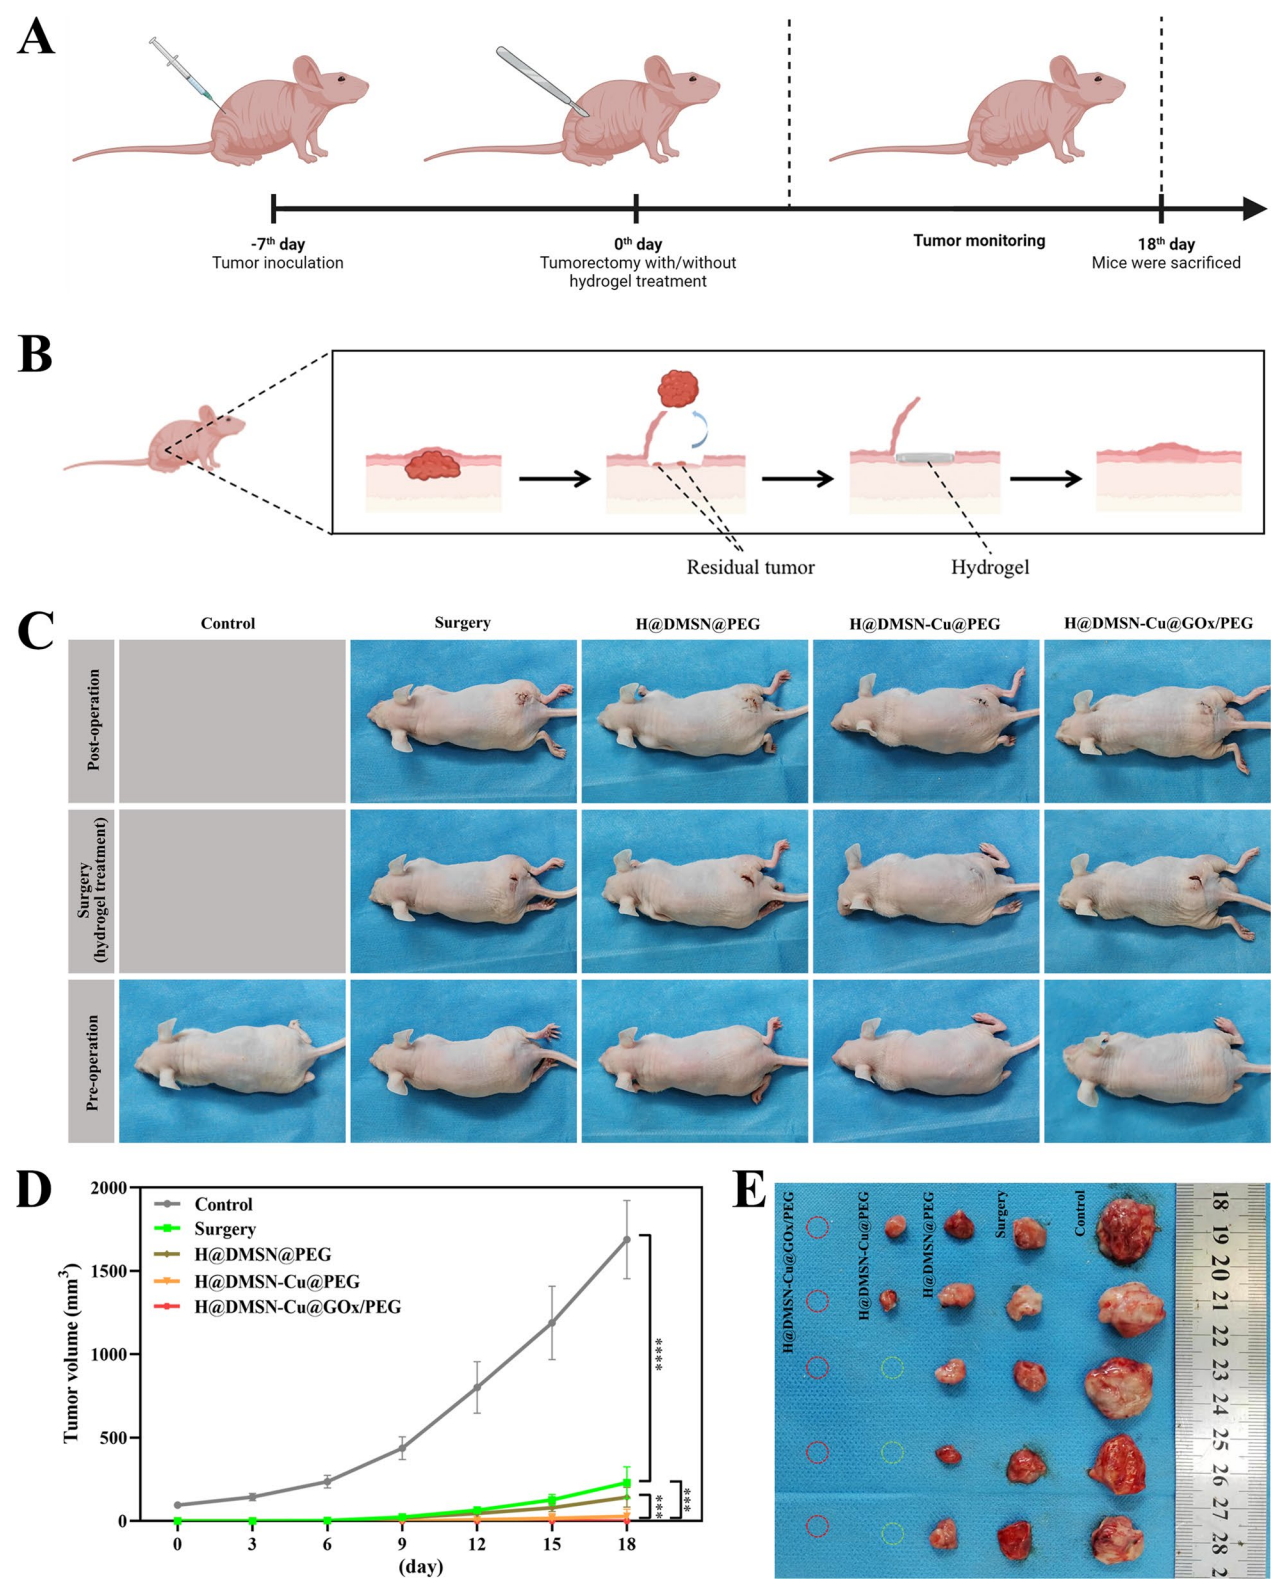 A
-7th day
Tumor inoculation
0th day
Tumorectomy with/without
hydrogel treatment
Tumor monitoring
18th day
Mice were sacrificed
B
Residual tumor
Hydrogel
C
Control
Surgery
H@DMSN@PEG
H@DMSN-Cu@PEG
H@DMSN-Cu@GOx/PEG
Post-operation
Surgery
(hydrogel treatment)
Pre-operation
D
Tumor volume (mm3)
2000
1500
1000
500
0
Control
Surgery
H@DMSN@PEG
H@DMSN-Cu@PEG
H@DMSN-Cu@GOx/PEG
****
***
***
0
3
6
9
12
15
18
(day)
E
H@DMSN-Cu@GOx/PEG
H@DMSN-Cu@PEG
H@DMSN@PEG
Surgery
Control
18
19
20
21
22
23
24
25
26
27
28
2